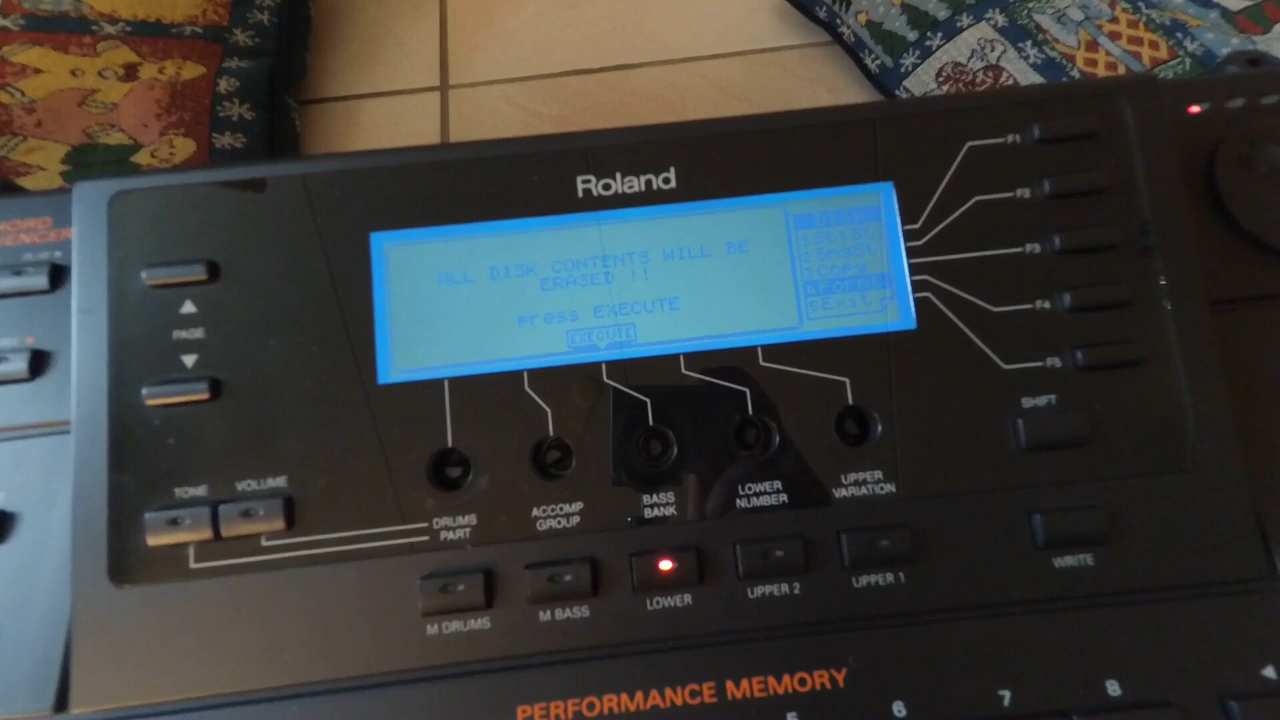 Roland
F1
F2
F3
F4
F5
ALL DISK CONTENTS WILL BE
ERASED !!
press EXECUTE
EXECUTE
PAGE
SHIFT
TONE
VOLUME
DRUMS
PART
ACCOMP
GROUP
BASS
BANK
LOWER
NUMBER
UPPER
VARIATION
WRITE
M DRUMS
M BASS
LOWER
UPPER 2
UPPER 1
PERFORMANCE MEMORY
5
6
7
8